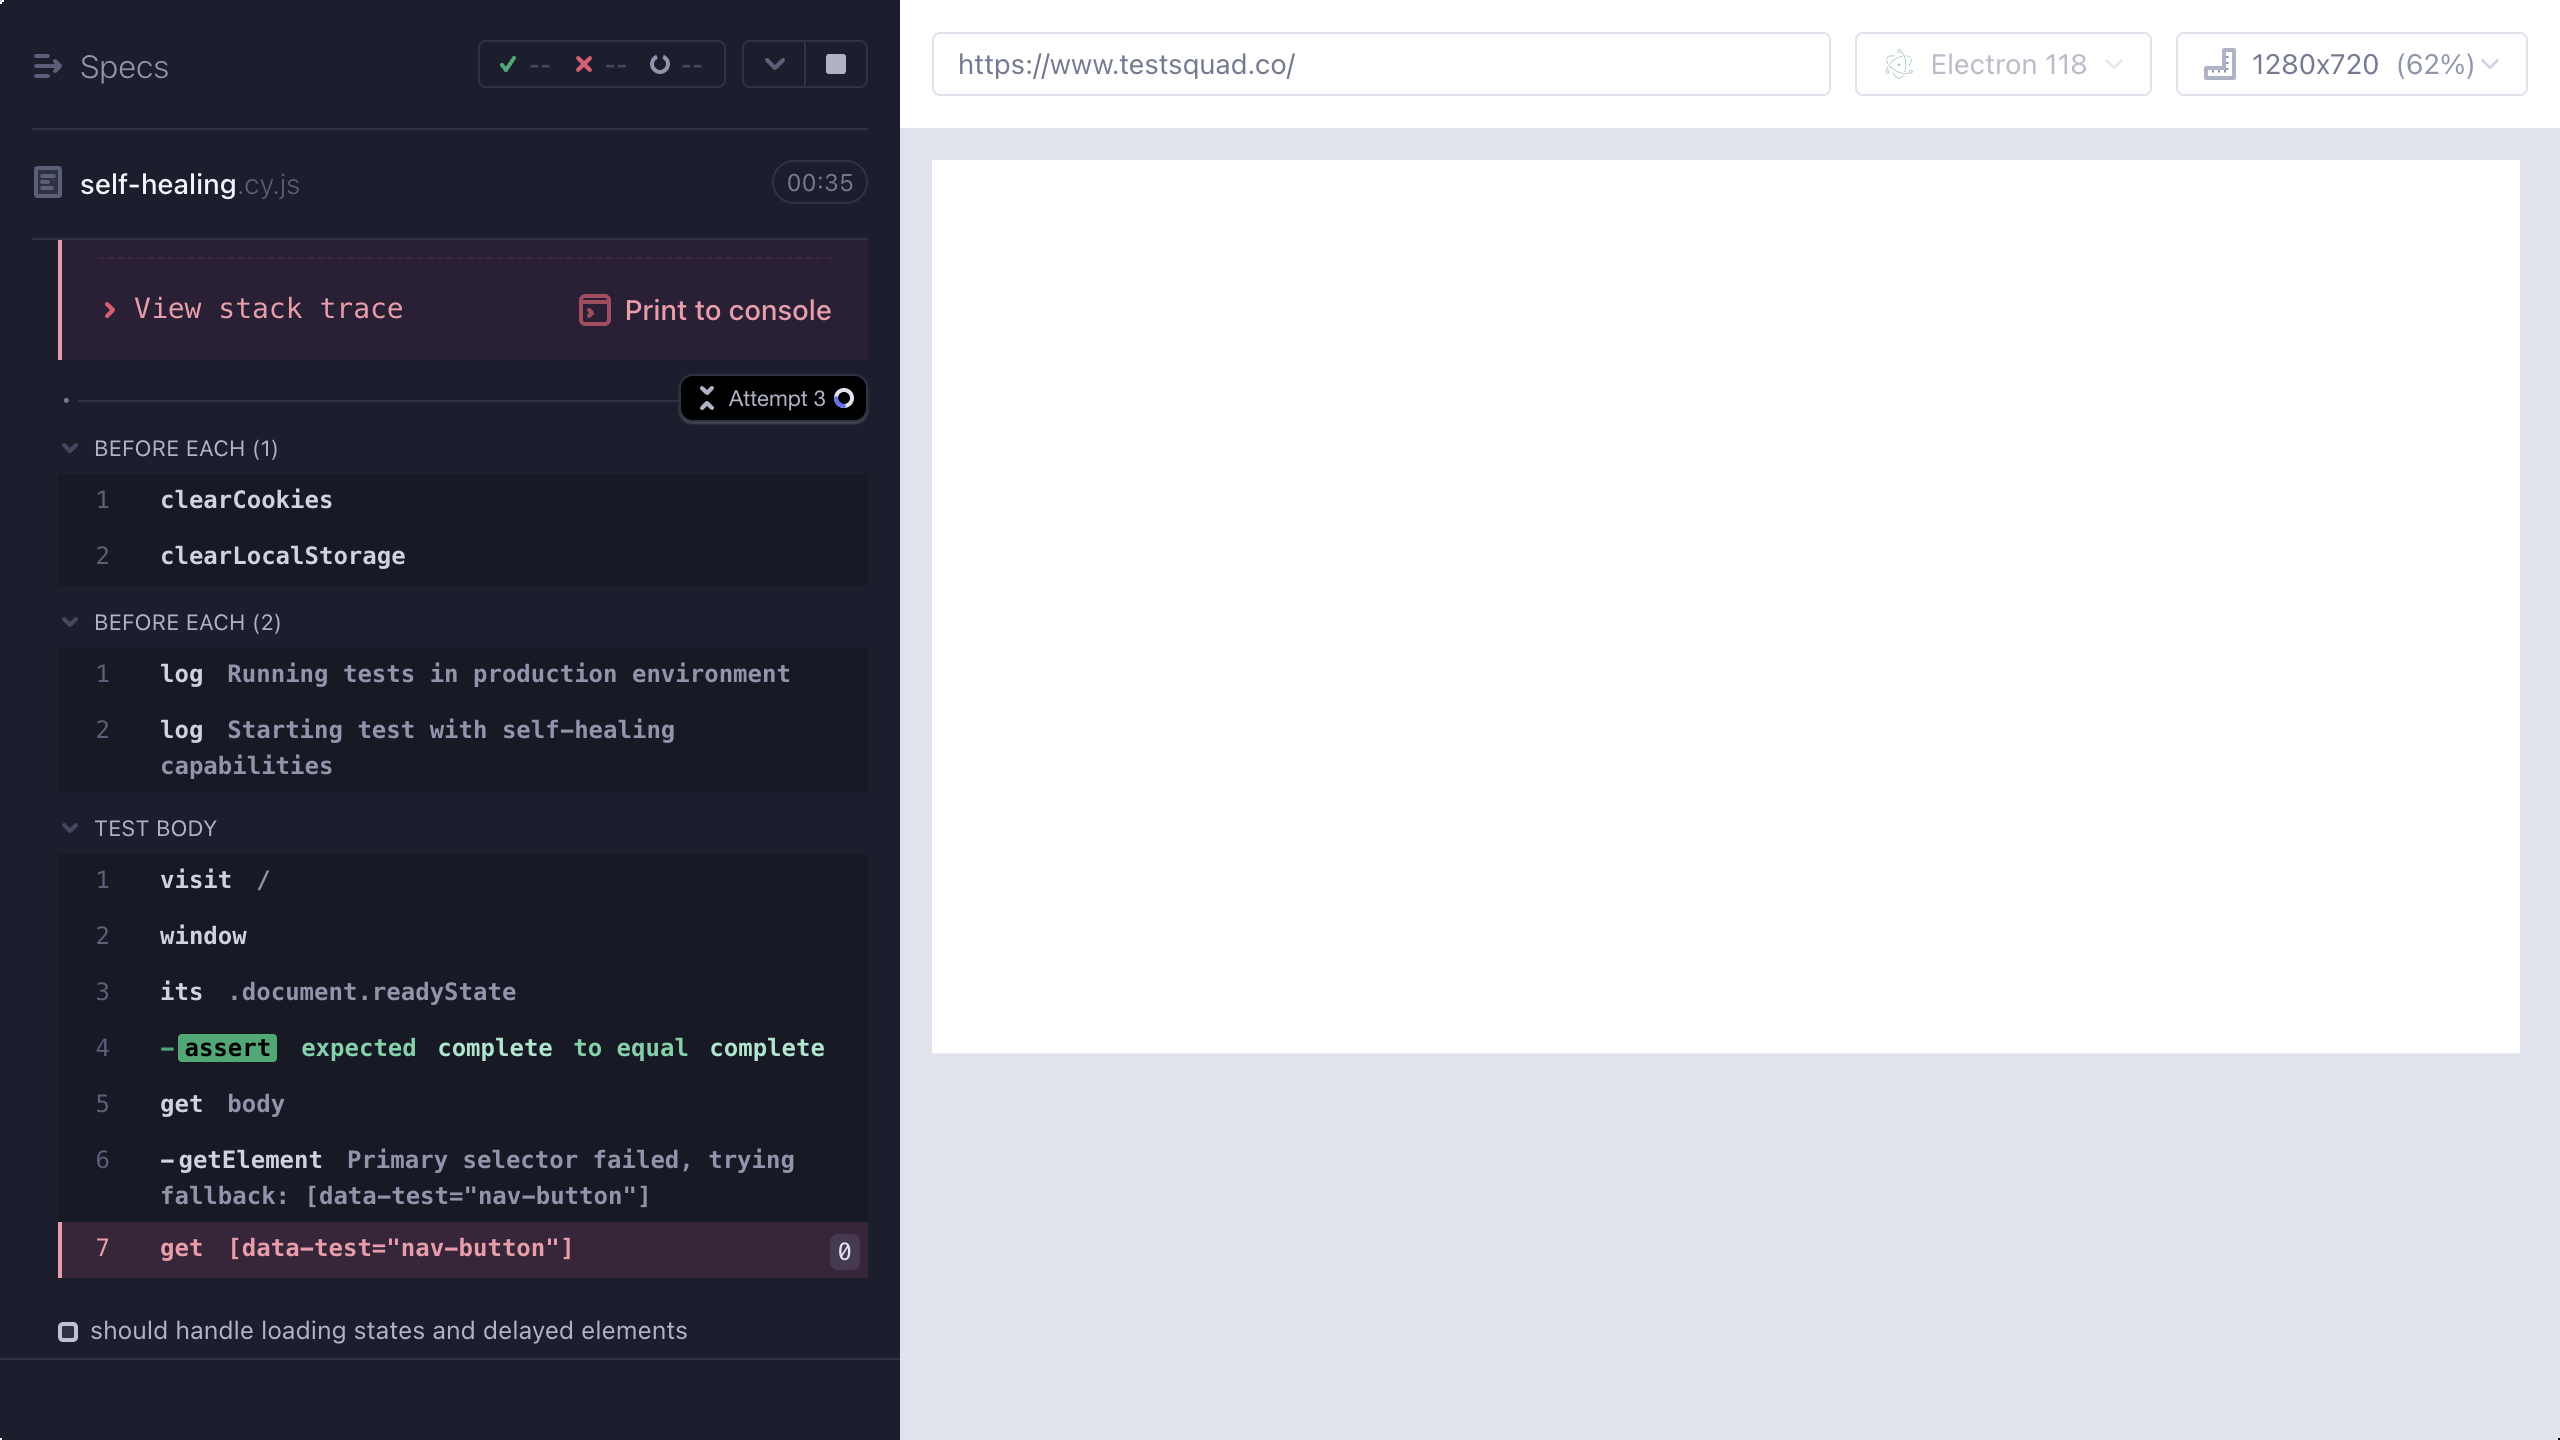 Specs
-- -- --
self-healing.cy.js
00:35
View stack trace
Print to console
Attempt 3
BEFORE EACH (1)
1 clearCookies
2 clearLocalStorage
BEFORE EACH (2)
1 log Running tests in production environment
2 log Starting test with self-healing
capabilities
TEST BODY
1 visit /
2 window
3 its .document.readyState
4 -assert expected complete to equal complete
5 get body
6 -getElement Primary selector failed, trying
fallback: [data-test="nav-button"]
7 get [data-test="nav-button"] 0
should handle loading states and delayed elements
https://www.testsquad.co/
Electron 118
1280x720 (62%)